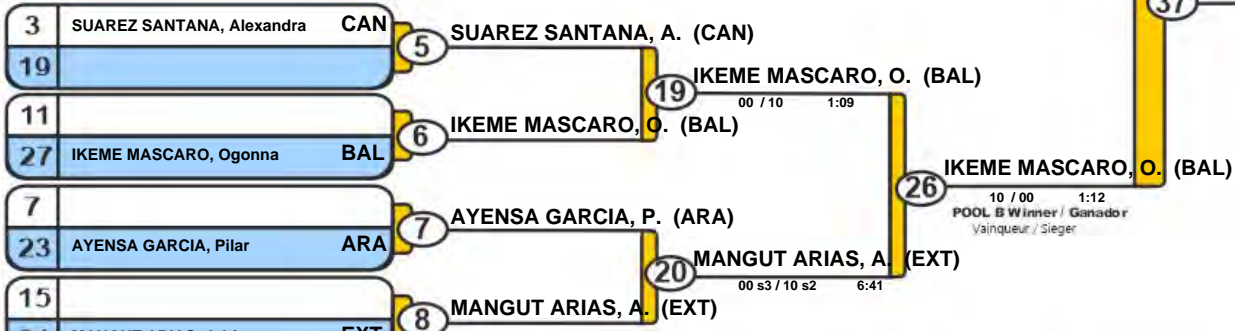 37
3 SUAREZ SANTANA, Alexandra CAN
19
5 SUAREZ SANTANA, A. (CAN)
19 IKEME MASCARO, O. (BAL)
00 / 10 1:09
11
27 IKEME MASCARO, Ogonna BAL
6 IKEME MASCARO, O. (BAL)
26 IKEME MASCARO, O. (BAL)
10 / 00 1:12
POOL B Winner / Ganador
Vainqueur / Sieger
7
23 AYENSA GARCIA, Pilar ARA
7 AYENSA GARCIA, P. (ARA)
20 MANGUT ARIAS, A. (EXT)
00 s3 / 10 s2 6:41
15
8 MANGUT ARIAS, A. (EXT)
EXT